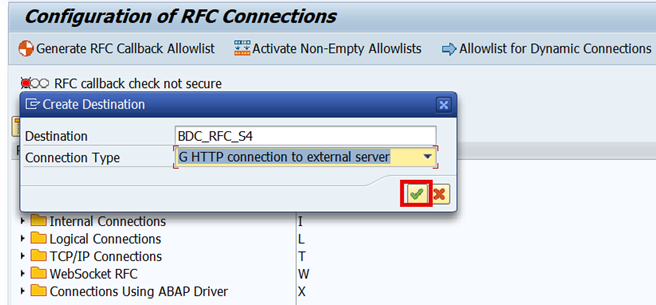 Configuration of RFC Connections
Generate RFC Callback Allowlist Activate Non-Empty Allowlists Allowlist for Dynamic Connections
RFC callback check not secure
Create Destination
Destination BDC_RFC_S4
Connection Type G HTTP connection to external server
Internal Connections I
Logical Connections L
TCP/IP Connections T
WebSocket RFC W
Connections Using ABAP Driver X